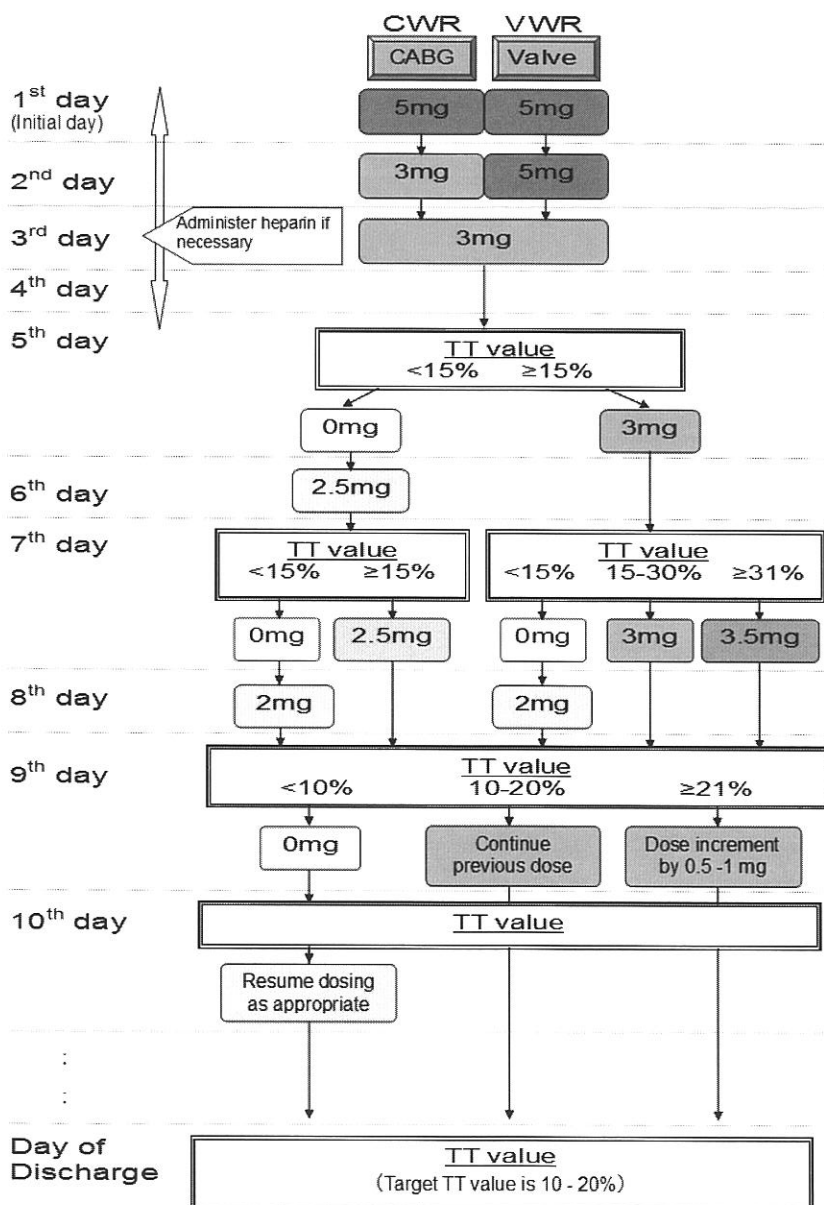 CWR VWR
CABG Valve
1st day
(Initial day)
5mg 5mg
2nd day
3mg 5mg
3rd day
Administer heparin if
necessary
3mg
4th day
5th day
TT value
<15% ≥15%
0mg 3mg
6th day
2.5mg
7th day
TT value
<15% ≥15%
TT value
<15% 15-30% ≥31%
0mg 2.5mg 0mg 3mg 3.5mg
8th day
2mg 2mg
9th day
TT value
<10% 10-20% ≥21%
0mg
Continue
previous dose
Dose increment
by 0.5 -1 mg
10th day
TT value
Resume dosing
as appropriate
:
:
Day of
Discharge
TT value
(Target TT value is 10 - 20%)